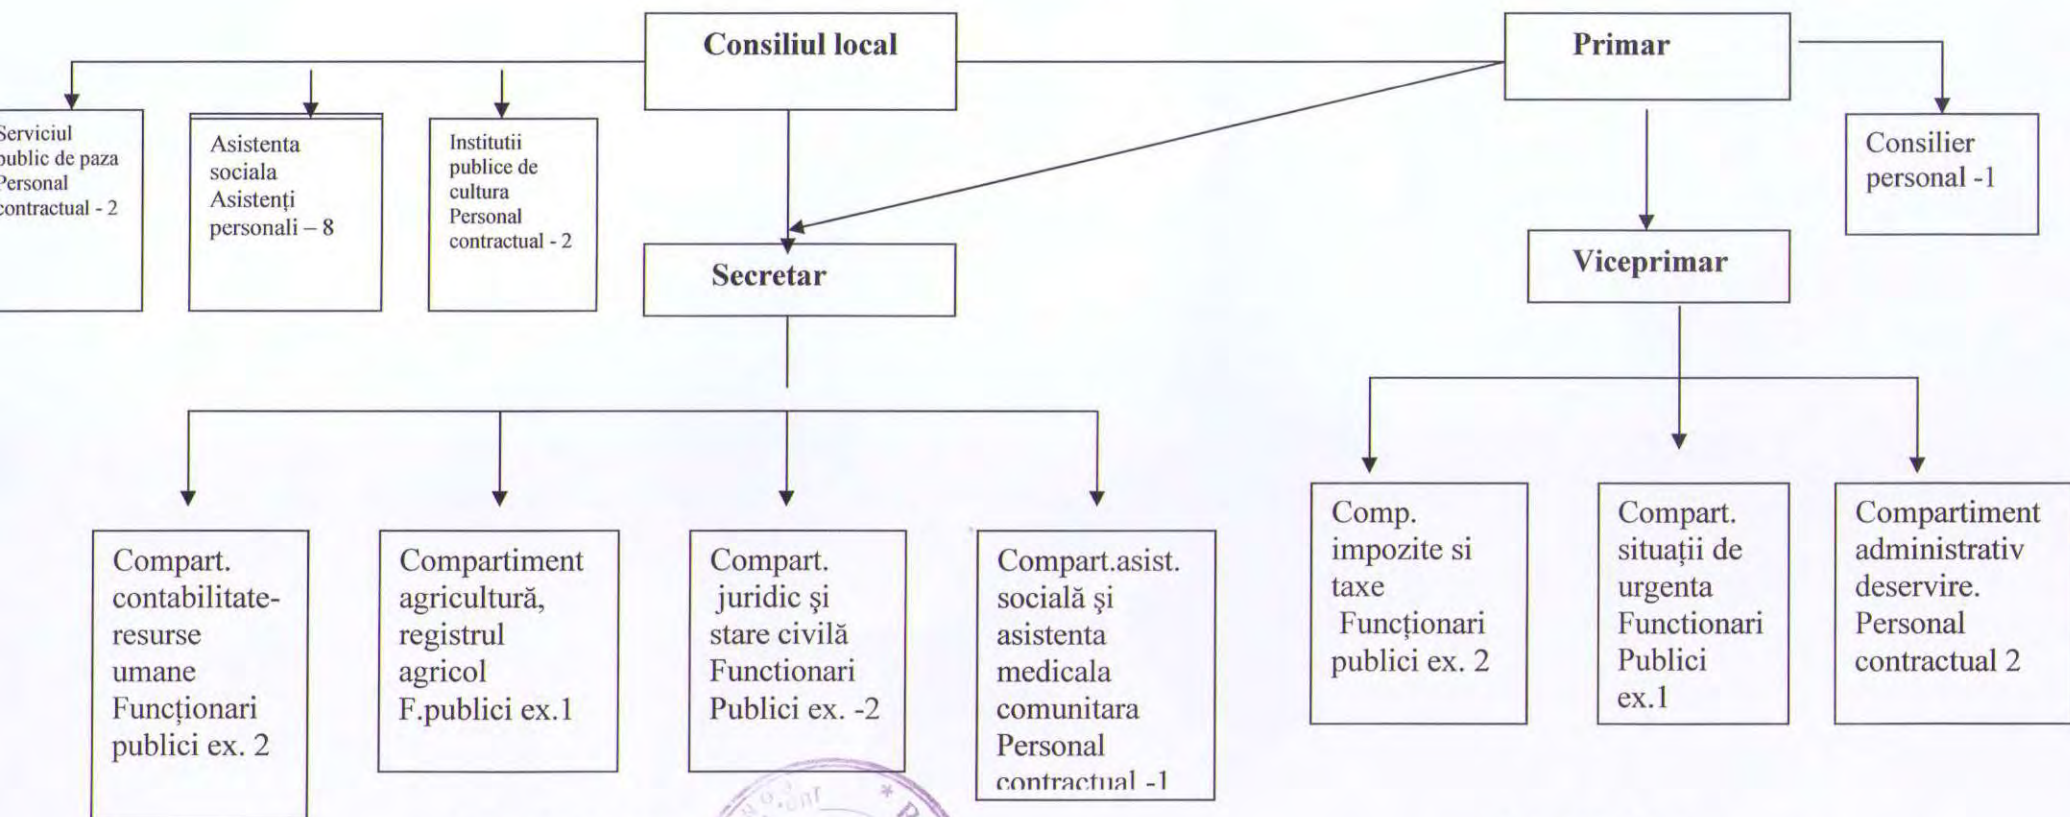 Consiliul local
Primar
Serviciul
public de paza
Personal
contractual - 2
Asistenta
sociala
Asistenți
personali – 8
Institutii
publice de
cultura
Personal
contractual - 2
Consilier
personal -1
Secretar
Viceprimar
Compart.
contabilitate-
resurse
umane
Funcționari
publici ex. 2
Compartiment
agricultură,
registrul
agricol
F.publici ex.1
Compart.
juridic şi
stare civilă
Functionari
Publici ex. -2
Compart.asist.
socială şi
asistenta
medicala
comunitara
Personal
contractual -1
Comp.
impozite si
taxe
Funcționari
publici ex. 2
Compart.
situații de
urgenta
Functionari
Publici
ex.1
Compartiment
administrativ
deservire.
Personal
contractual 2